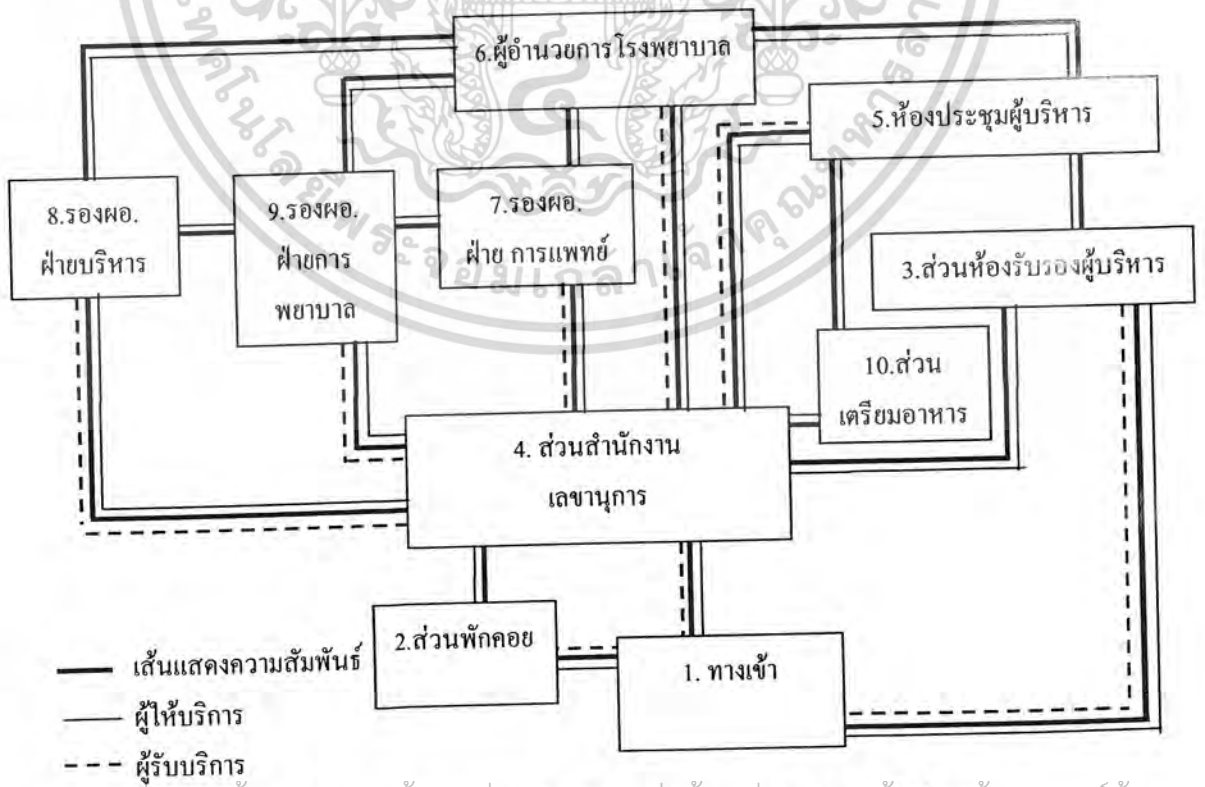 6.ผู้อำนวยการโรงพยาบาล
5.ห้องประชุมผู้บริหาร
8.รองผอ.
ฝ่ายบริหาร
9.รองผอ.
ฝ่ายการ
พยาบาล
7.รองผอ.
ฝ่าย การแพทย์
3.ส่วนห้องรับรองผู้บริหาร
10.ส่วน
เตรียมอาหาร
4. ส่วนสำนักงาน
เลขานุการ
2.ส่วนพักคอย
1. ทางเข้า
เส้นแสดงความสัมพันธ์
ผู้ให้บริการ
ผู้รับบริการ